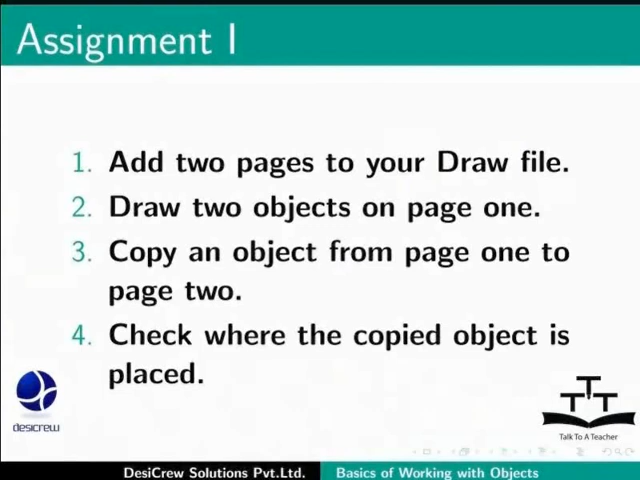 Assignment I
1. Add two pages to your Draw file.
2. Draw two objects on page one.
3. Copy an object from page one to
page two.
4. Check where the copied object is
placed.
desicrew
TTT
Talk To A Teacher
DesiCrew Solutions Pvt.Ltd. Basics of Working with Objects